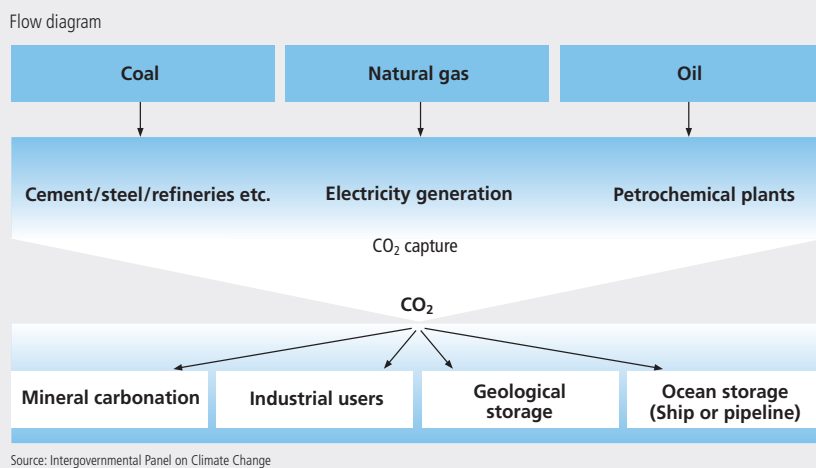 Flow diagram
Coal
Natural gas
Oil
Cement/steel/refineries etc.
Electricity generation
Petrochemical plants
CO₂ capture
CO₂
Mineral carbonation
Industrial users
Geological
storage
Ocean storage
(Ship or pipeline)
Source: Intergovernmental Panel on Climate Change